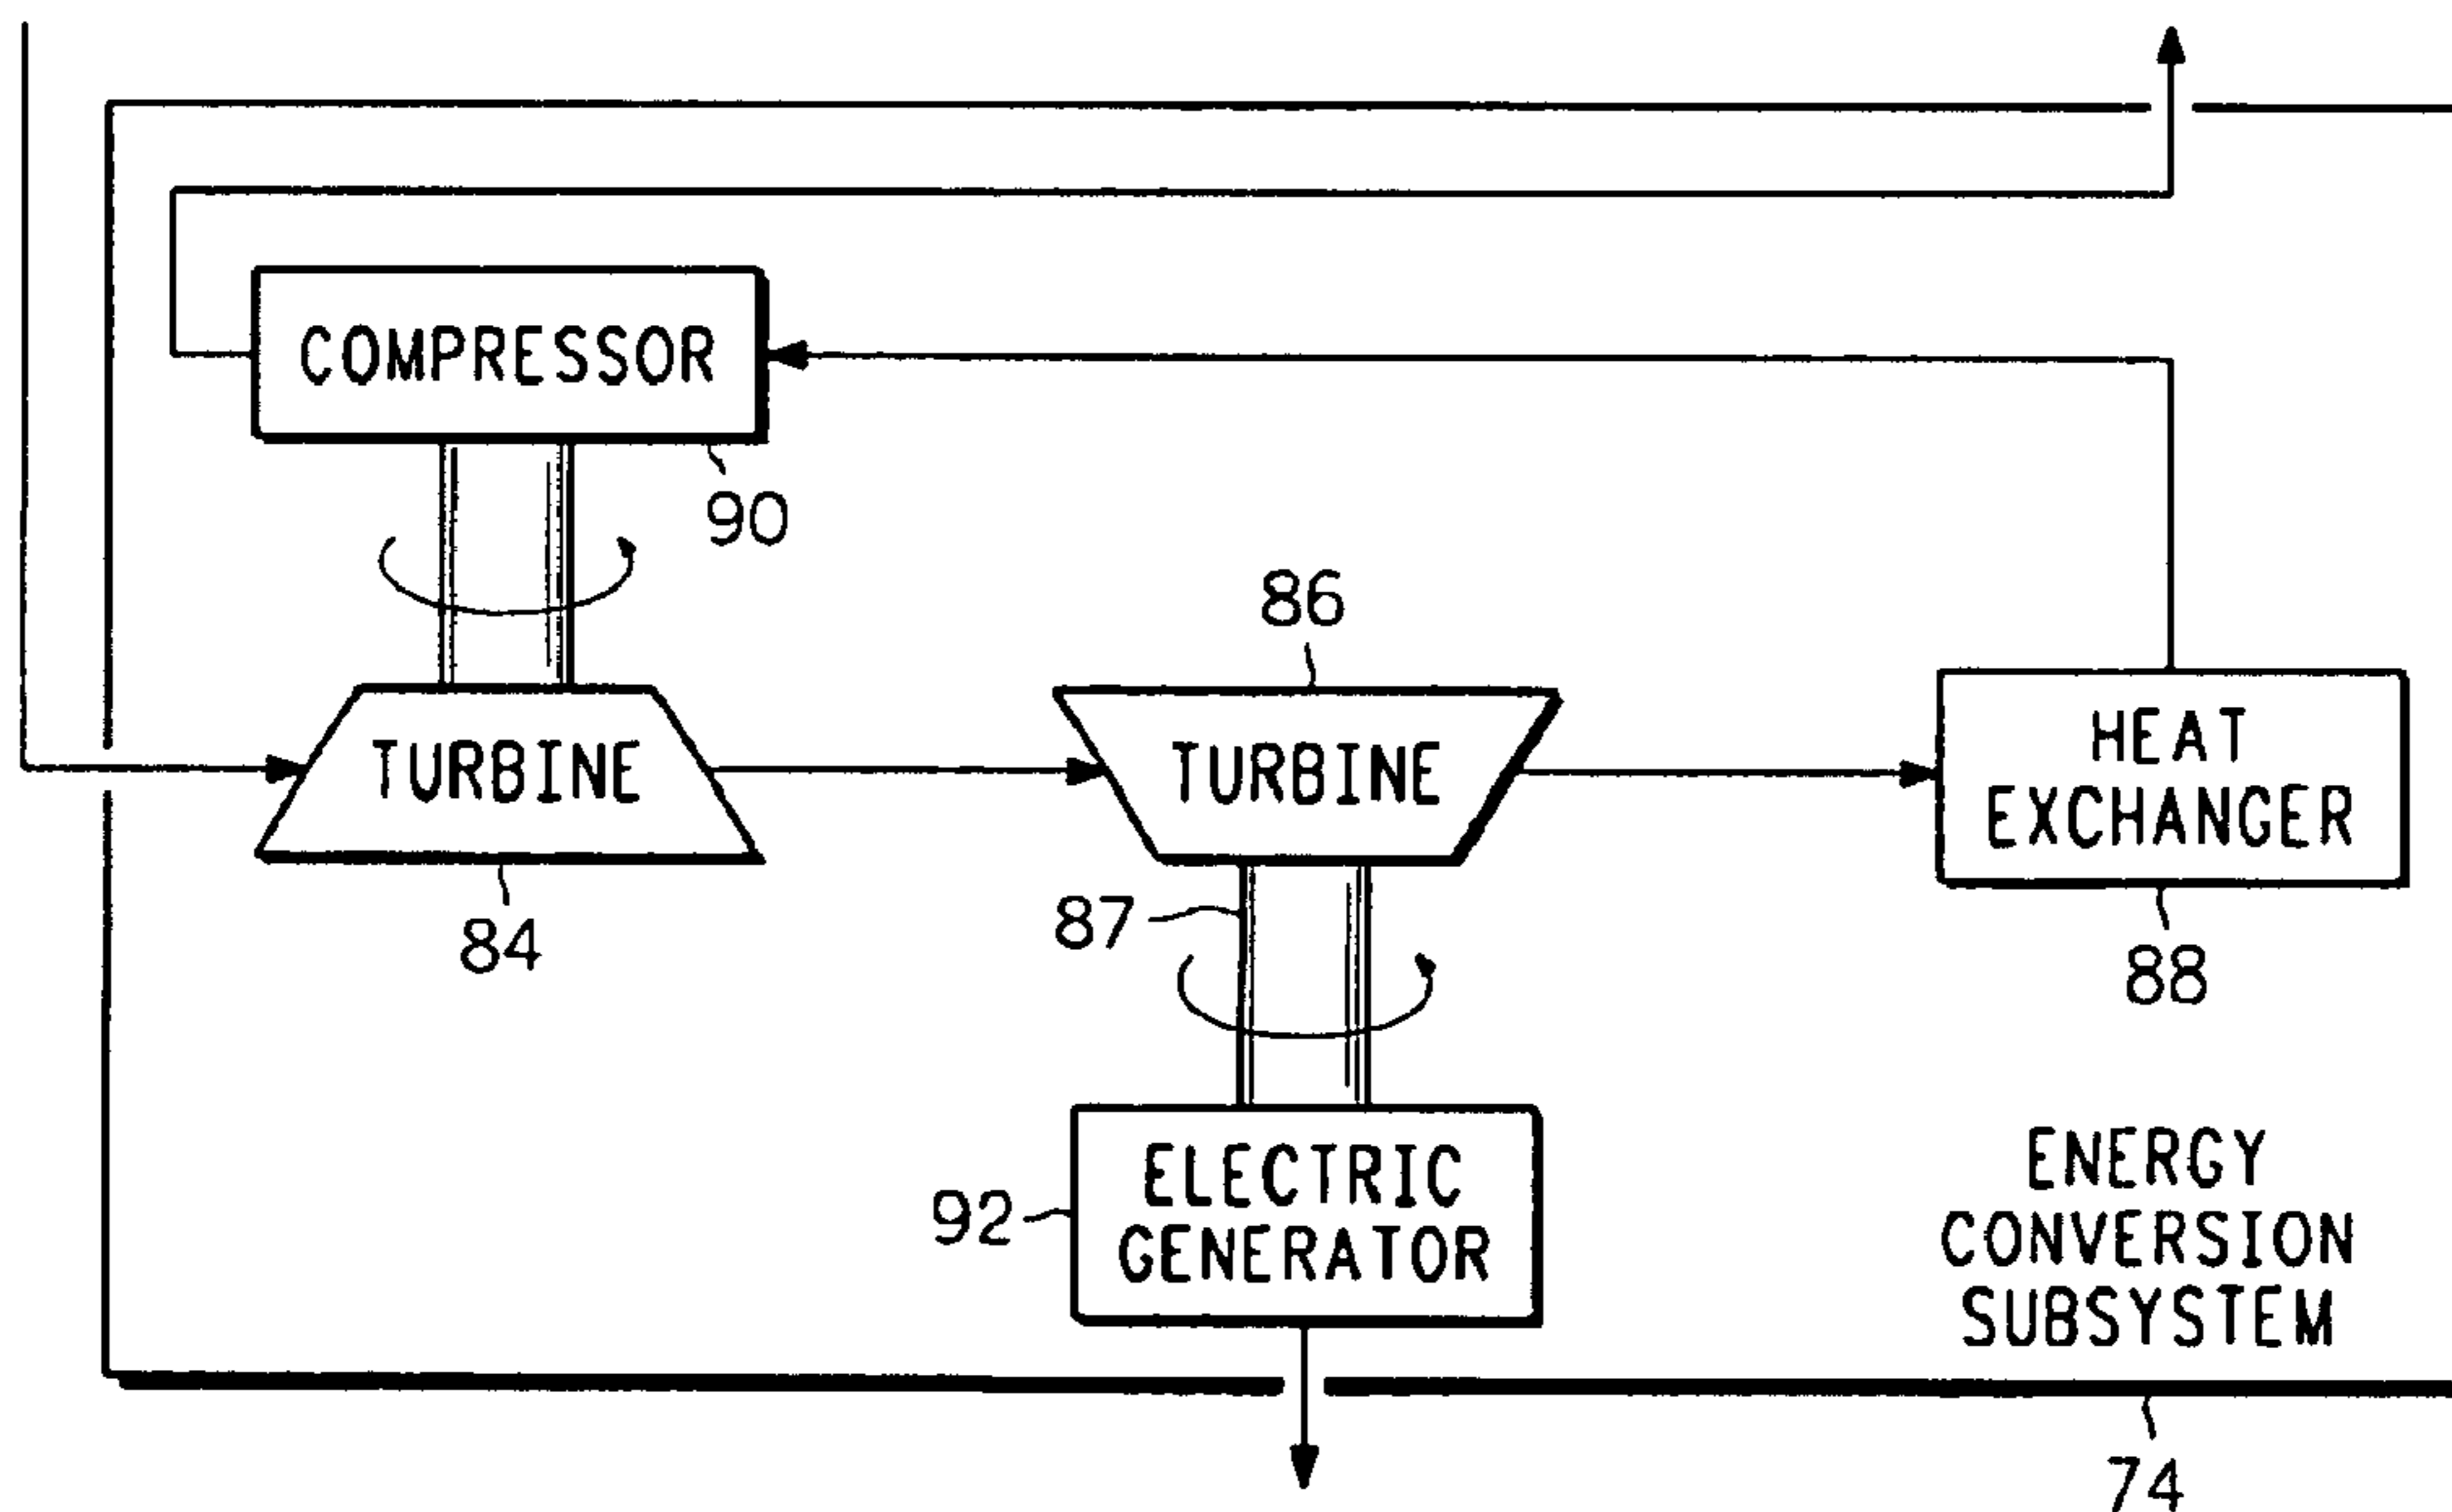 COMPRESSOR
90
86
TURBINE
TURBINE
HEAT
EXCHANGER
84
87
88
92
ELECTRIC
GENERATOR
ENERGY
CONVERSION
SUBSYSTEM
74